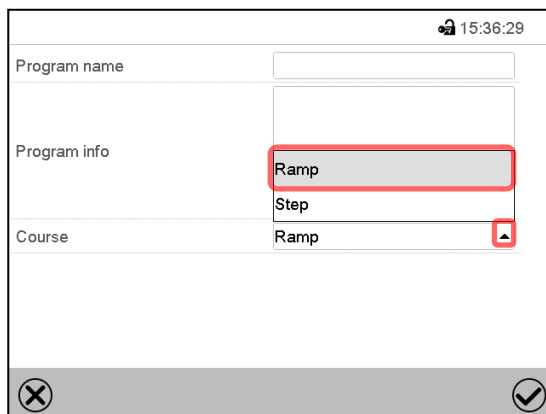 15:36:29
Program name
Program info
Ramp
Step
Course
Ramp